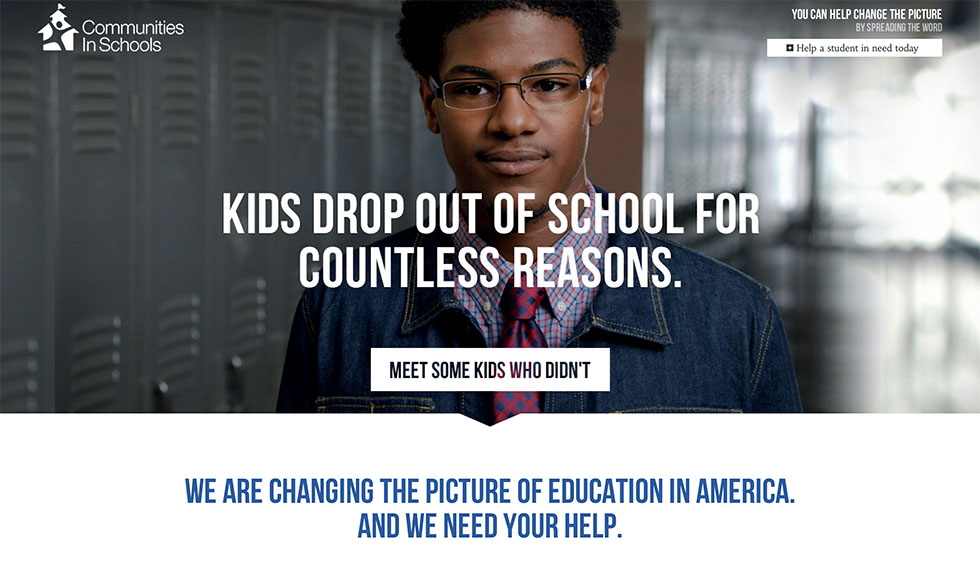 Communities
In Schools
YOU CAN HELP CHANGE THE PICTURE
BY SPREADING THE WORD
Help a student in need today
KIDS DROP OUT OF SCHOOL FOR
COUNTLESS REASONS.
MEET SOME KIDS WHO DIDN'T
WE ARE CHANGING THE PICTURE OF EDUCATION IN AMERICA.
AND WE NEED YOUR HELP.